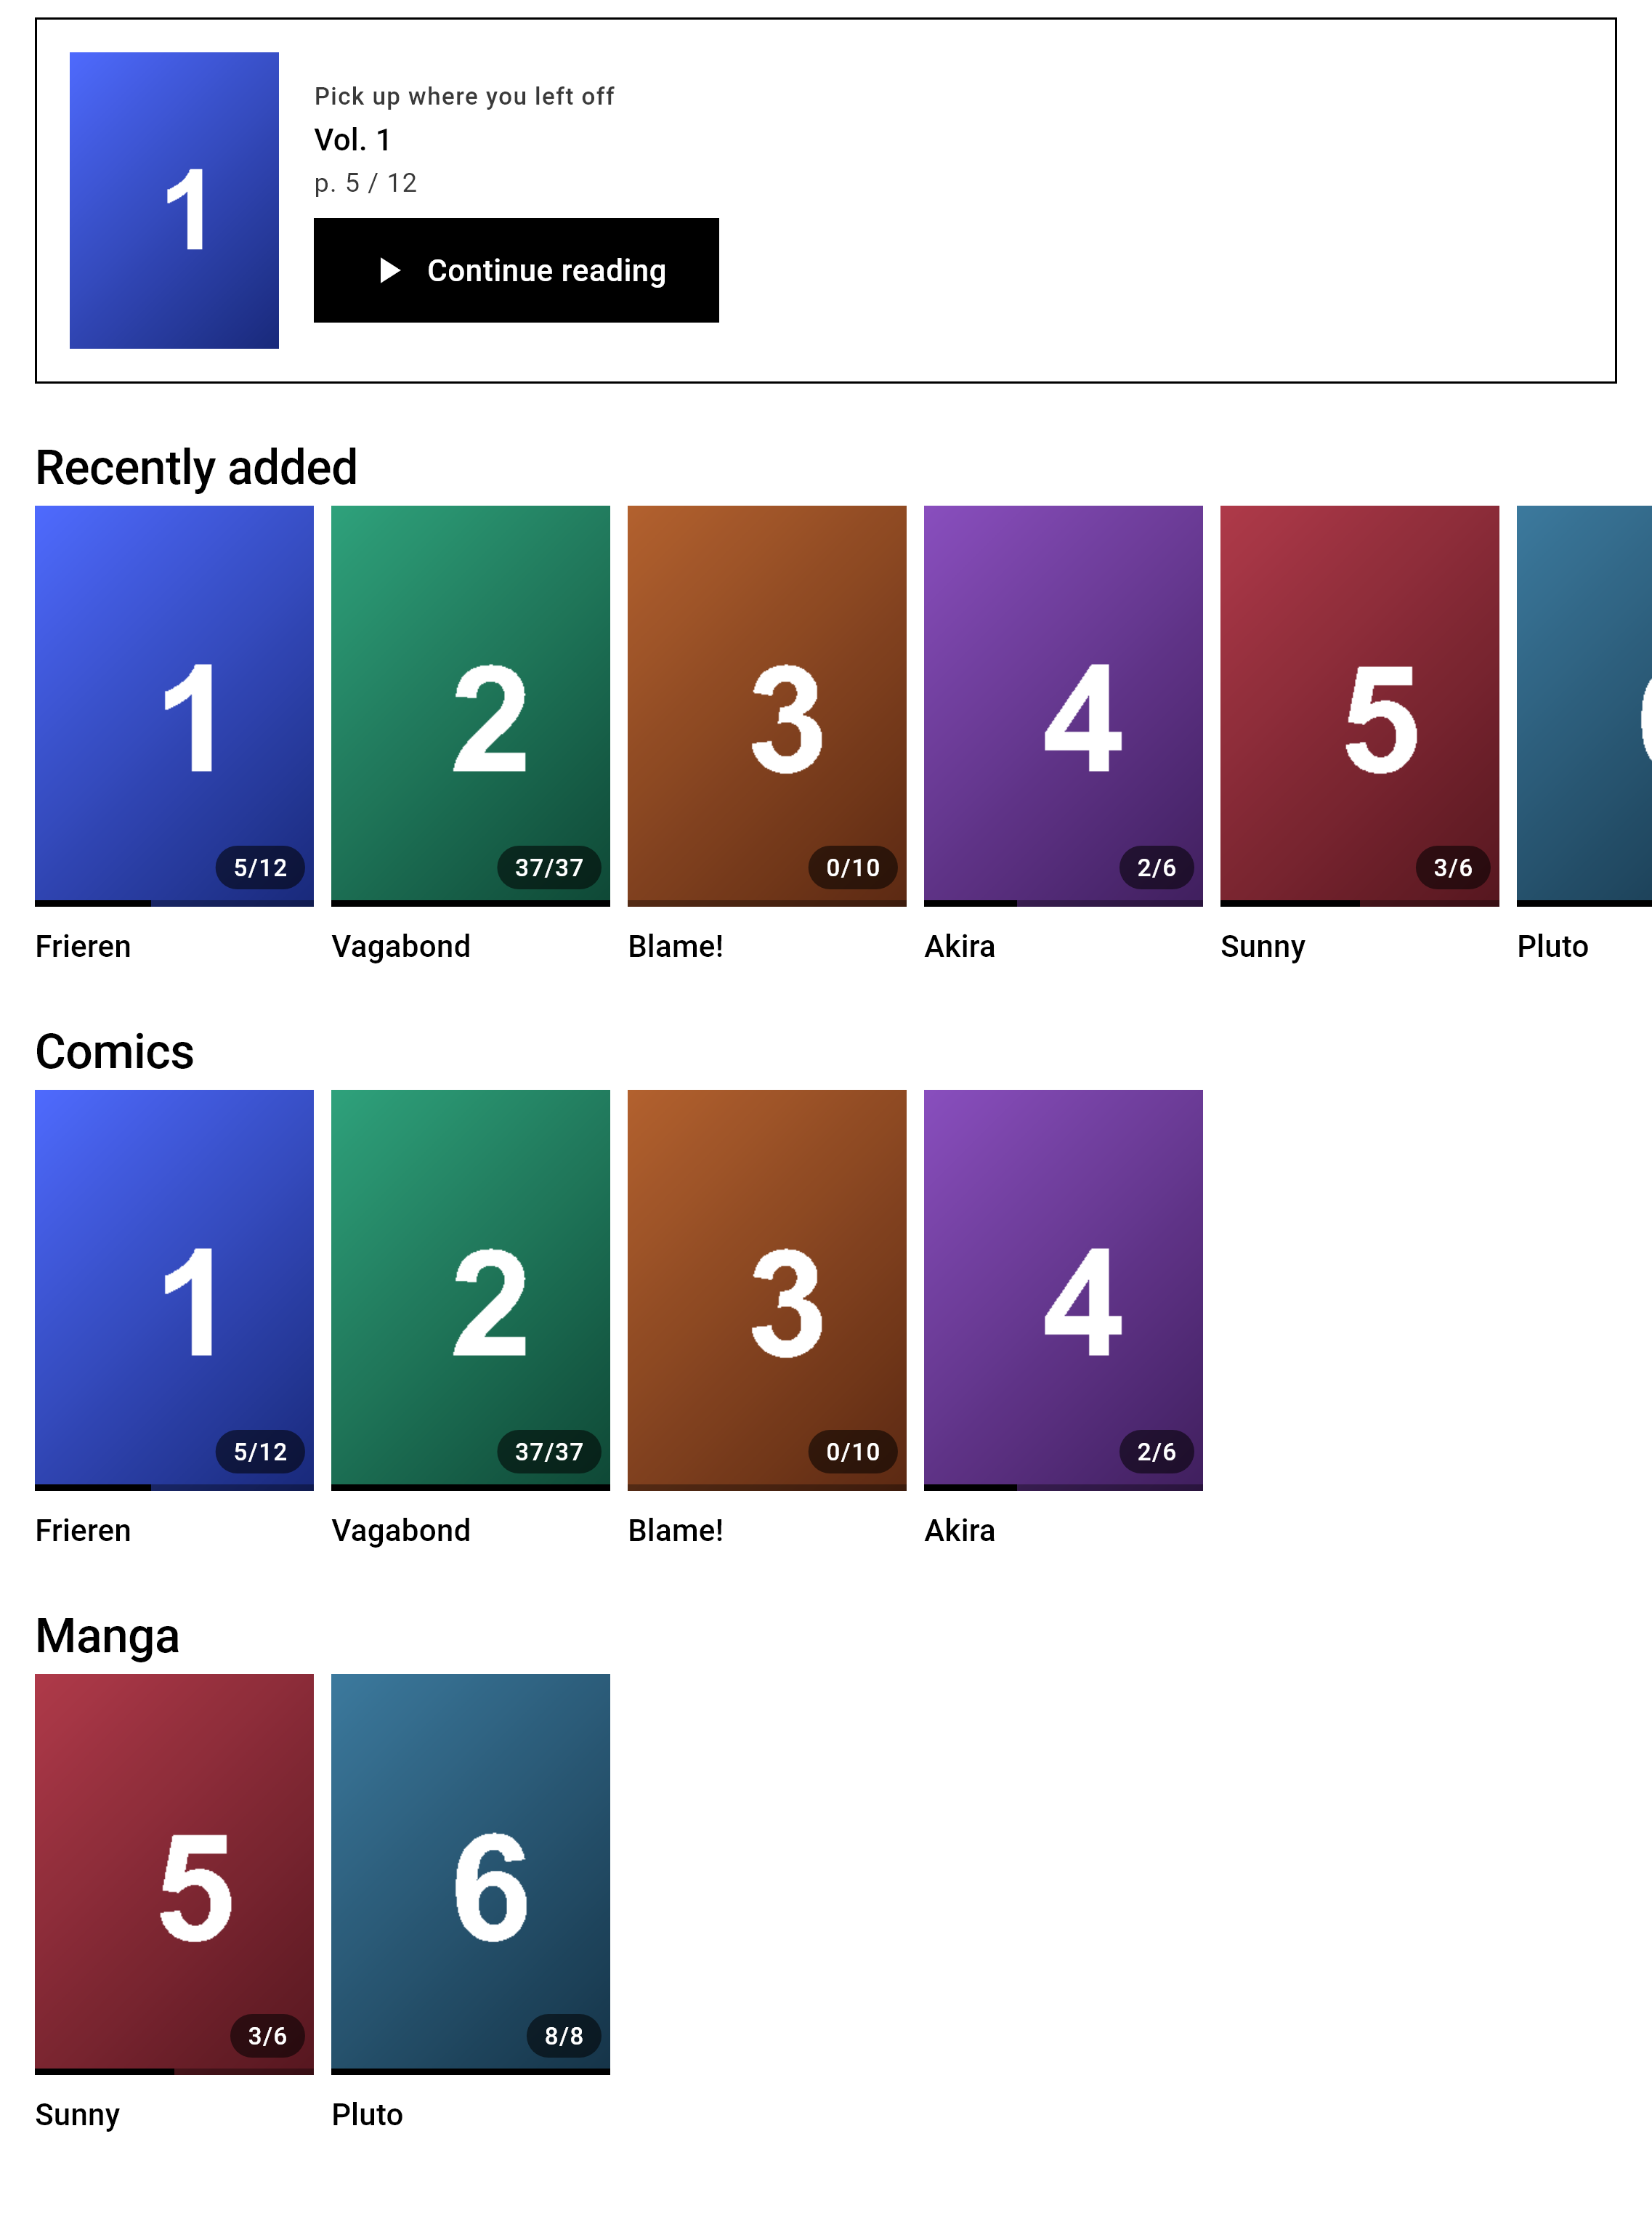 1
Pick up where you left off
Vol. 1
p. 5 / 12
Continue reading
Recently added
1
2
3
4
5
5/12
37/37
0/10
2/6
3/6
Frieren
Vagabond
Blame!
Akira
Sunny
Pluto
Comics
1
2
3
4
5/12
37/37
0/10
2/6
Frieren
Vagabond
Blame!
Akira
Manga
5
6
3/6
8/8
Sunny
Pluto